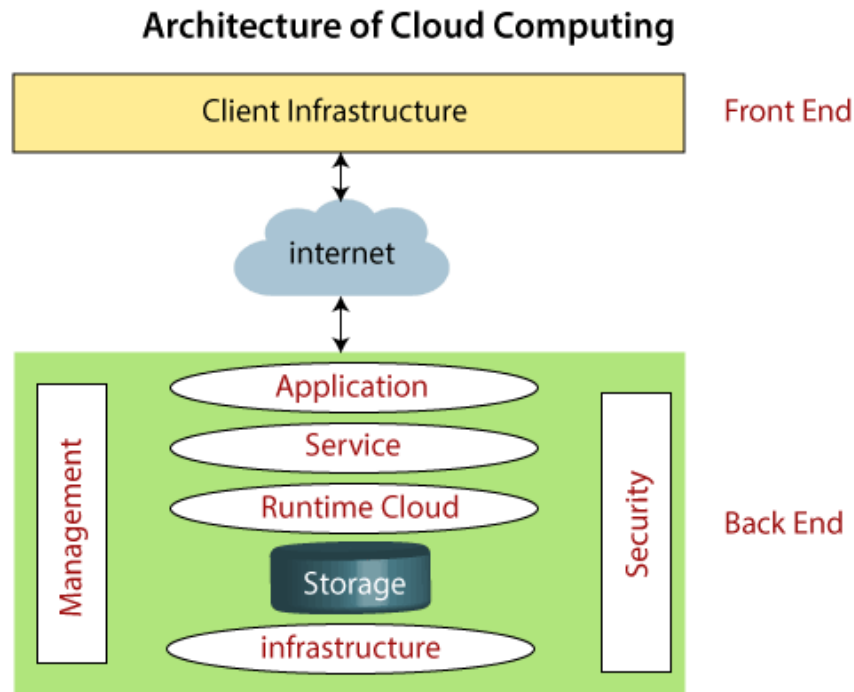 Architecture of Cloud Computing
Client Infrastructure
Front End
internet
Application
Service
Runtime Cloud
Storage
infrastructure
Management
Security
Back End